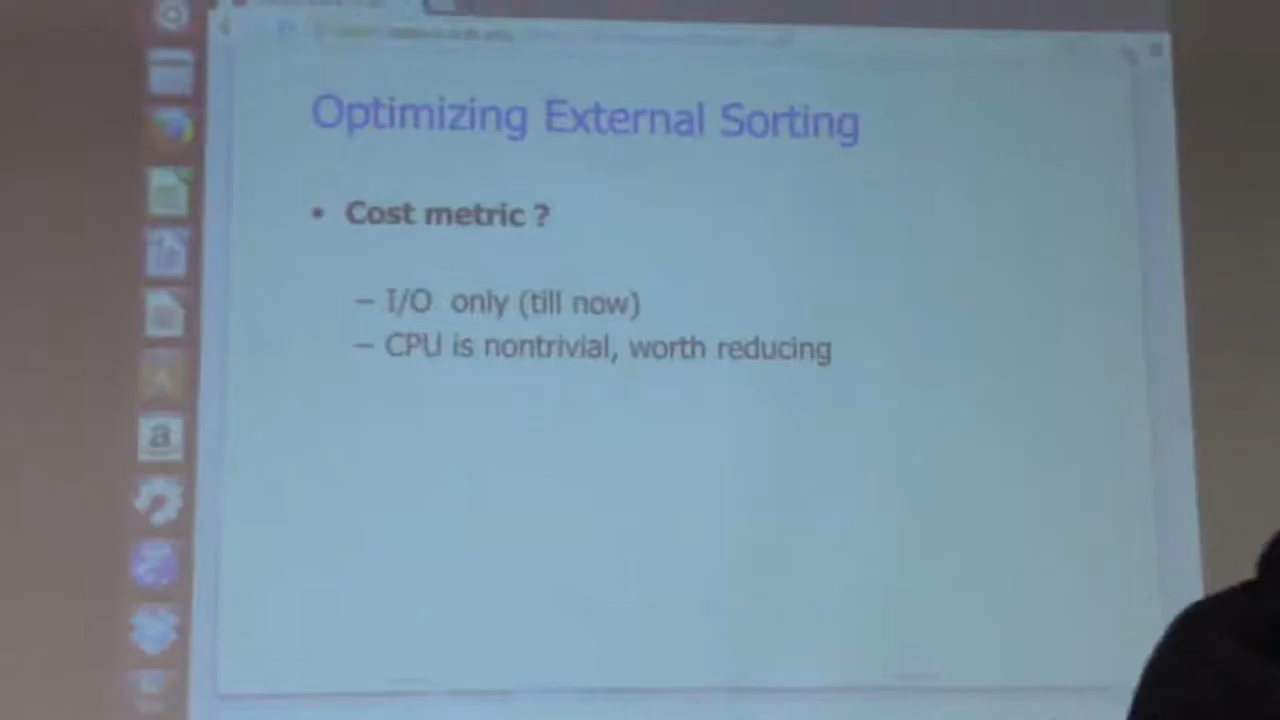 Optimizing External Sorting
• Cost metric ?
– I/O only (till now)
– CPU is nontrivial, worth reducing
a